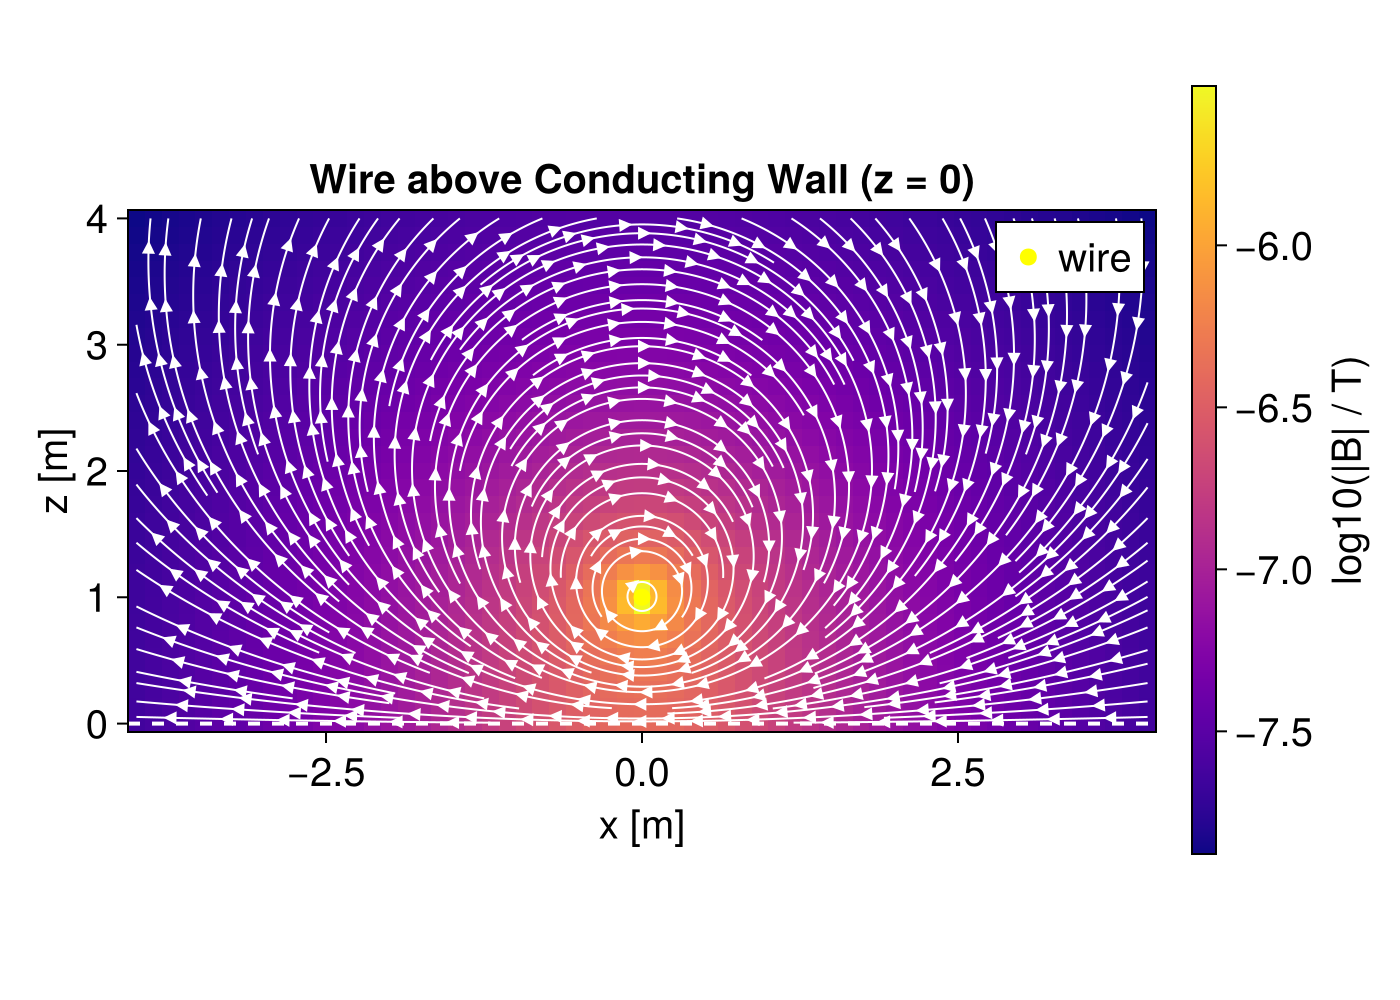 Wire above Conducting Wall (z = 0)
wire
4
3
2
1
0
z [m]
−2.5
0.0
2.5
x [m]
−6.0
−6.5
−7.0
−7.5
log10(|B| / T)